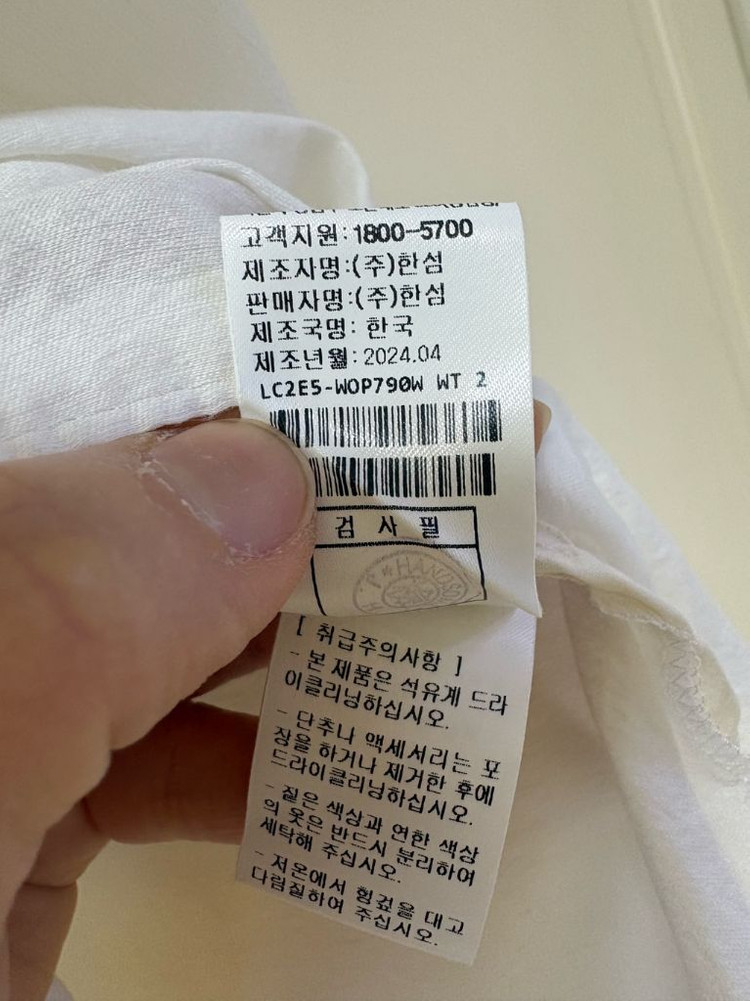 고객지원:1800-5700
제조자명:(주)한섬
판매자명:(주)한섬
제조국명: 한국
제조년월: 2024.04
LC2E5-WOP790W WT 2
검 사 필
[ 취급주의사항 ]
- 본 제품은 석유계 드라
이클리닝하십시오.
- 단추나 액세서리는 포
장을 하거나 제거한 후에
드라이클리닝하십시오.
- 짙은 색상과 연한 색상
의 옷은 반드시 분리하여
세탁해 주십시오.
- 저온에서 헝겊을 대고
다림질하여 주십시오.